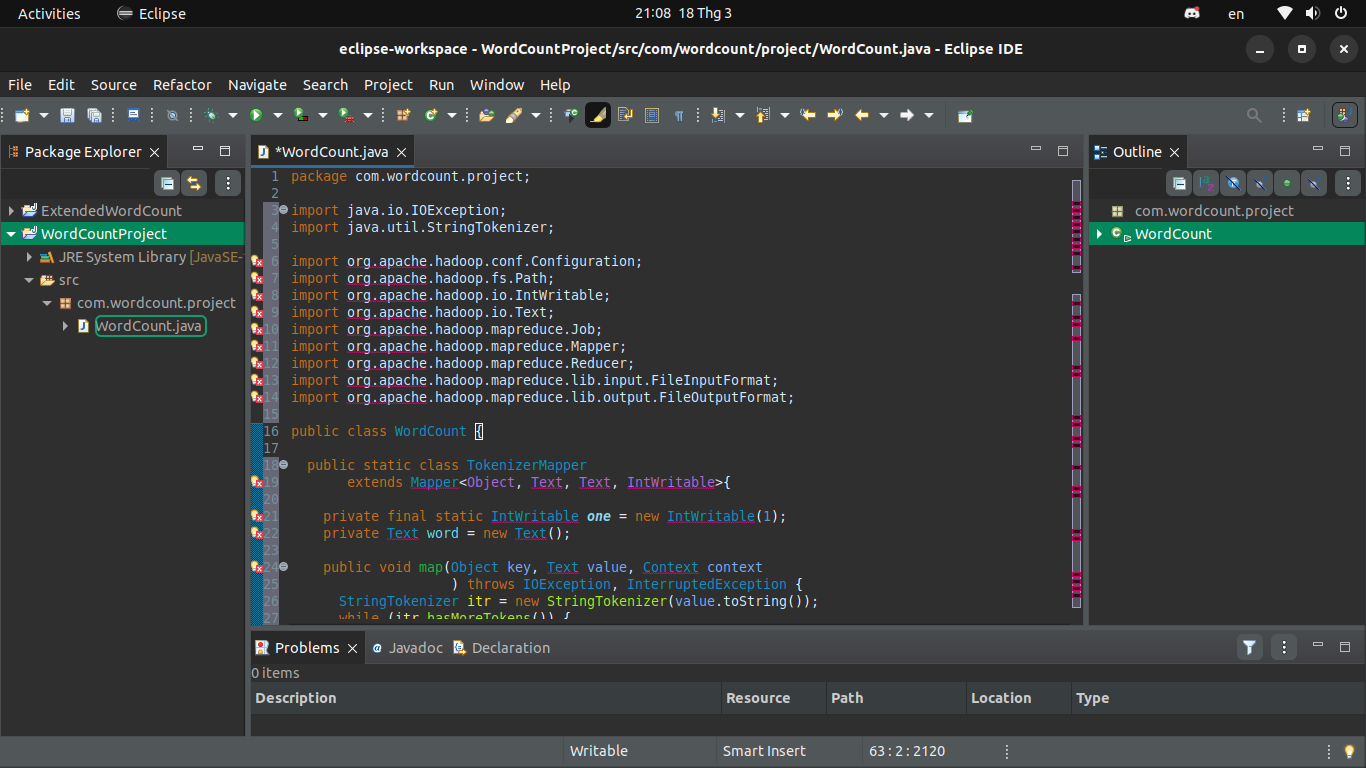 Activities Eclipse 21:08 18 Thg 3 en
eclipse-workspace - WordCountProject/src/com/wordcount/project/WordCount.java - Eclipse IDE
File Edit Source Refactor Navigate Search Project Run Window Help
Package Explorer
ExtendedWordCount
WordCountProject
JRE System Library [JavaSE-
src
com.wordcount.project
WordCount.java
*WordCount.java
1 package com.wordcount.project;
2
3 import java.io.IOException;
4 import java.util.StringTokenizer;
5
6 import org.apache.hadoop.conf.Configuration;
7 import org.apache.hadoop.fs.Path;
8 import org.apache.hadoop.io.IntWritable;
9 import org.apache.hadoop.io.Text;
10 import org.apache.hadoop.mapreduce.Job;
11 import org.apache.hadoop.mapreduce.Mapper;
12 import org.apache.hadoop.mapreduce.Reducer;
13 import org.apache.hadoop.mapreduce.lib.input.FileInputFormat;
14 import org.apache.hadoop.mapreduce.lib.output.FileOutputFormat;
15
16 public class WordCount {
17
18 public static class TokenizerMapper
19 extends Mapper<Object, Text, Text, IntWritable>{
20
21 private final static IntWritable one = new IntWritable(1);
22 private Text word = new Text();
23
24 public void map(Object key, Text value, Context context
25 ) throws IOException, InterruptedException {
26 StringTokenizer itr = new StringTokenizer(value.toString());
27 while (itr.hasMoreTokens()) {
Outline
com.wordcount.project
WordCount
Problems Javadoc Declaration
0 items
Description Resource Path Location Type
Writable Smart Insert 63 : 2 : 2120